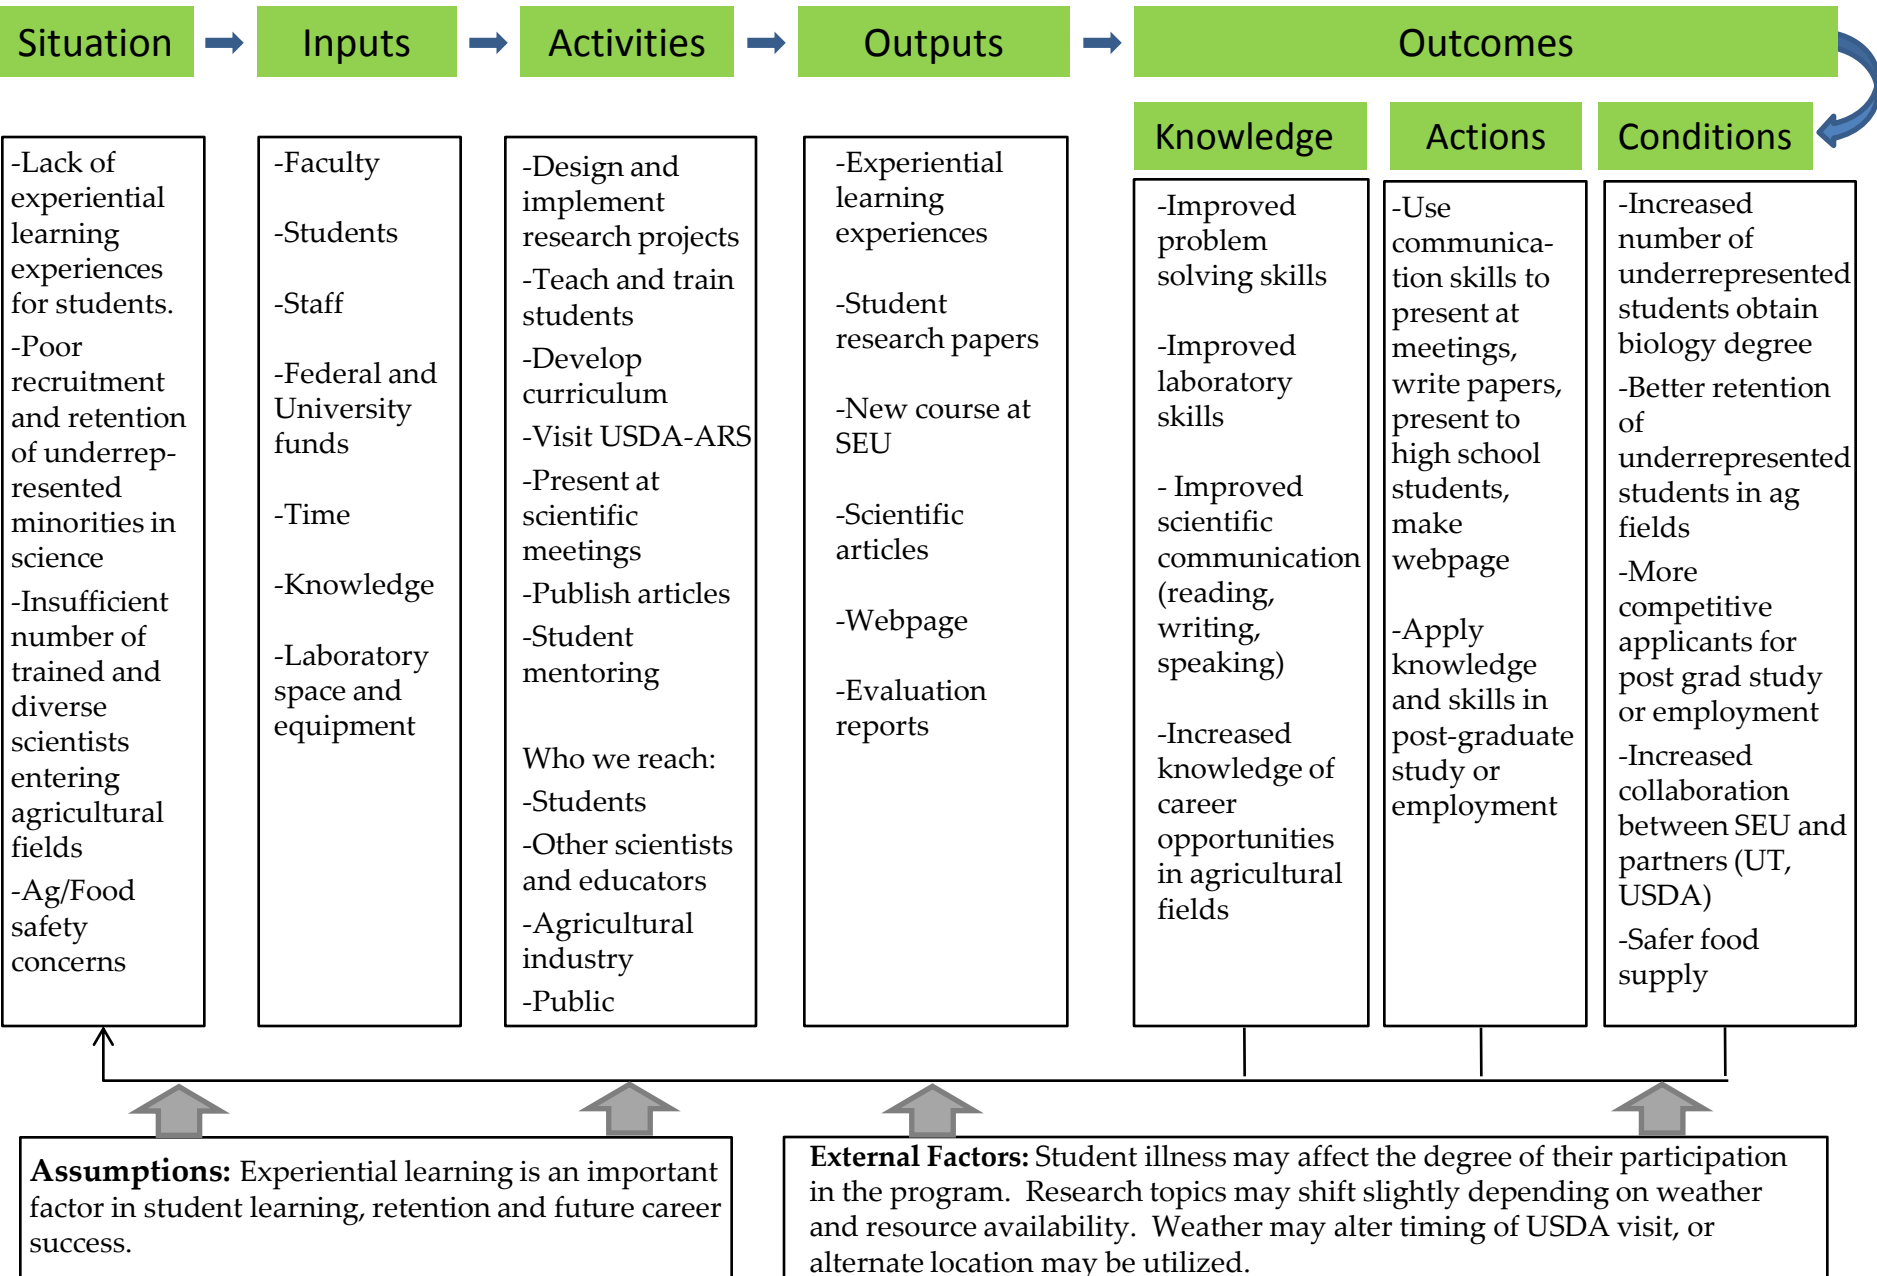 Situation
Inputs
Activities
Outputs
Outcomes
Knowledge
Actions
Conditions
-Lack of
experiential
learning
experiences
for students.
-Poor
recruitment
and retention
of underrep-
resented
minorities in
science
-Insufficient
number of
trained and
diverse
scientists
entering
agricultural
fields
-Ag/Food
safety
concerns
-Faculty
-Students
-Staff
-Federal and
University
funds
-Time
-Knowledge
-Laboratory
space and
equipment
-Design and
implement
research projects
-Teach and train
students
-Develop
curriculum
-Visit USDA-ARS
-Present at
scientific
meetings
-Publish articles
-Student
mentoring
Who we reach:
-Students
-Other scientists
and educators
-Agricultural
industry
-Public
-Experiential
learning
experiences
-Student
research papers
-New course at
SEU
-Scientific
articles
-Webpage
-Evaluation
reports
-Improved
problem
solving skills
-Improved
laboratory
skills
- Improved
scientific
communication
(reading,
writing,
speaking)
-Increased
knowledge of
career
opportunities
in agricultural
fields
-Use
communica-
tion skills to
present at
meetings,
write papers,
present to
high school
students,
make
webpage
-Apply
knowledge
and skills in
post-graduate
study or
employment
-Increased
number of
underrepresented
students obtain
biology degree
-Better retention
of
underrepresented
students in ag
fields
-More
competitive
applicants for
post grad study
or employment
-Increased
collaboration
between SEU and
partners (UT,
USDA)
-Safer food
supply
Assumptions: Experiential learning is an important
factor in student learning, retention and future career
success.
External Factors: Student illness may affect the degree of their participation
in the program.  Research topics may shift slightly depending on weather
and resource availability.  Weather may alter timing of USDA visit, or
alternate location may be utilized.